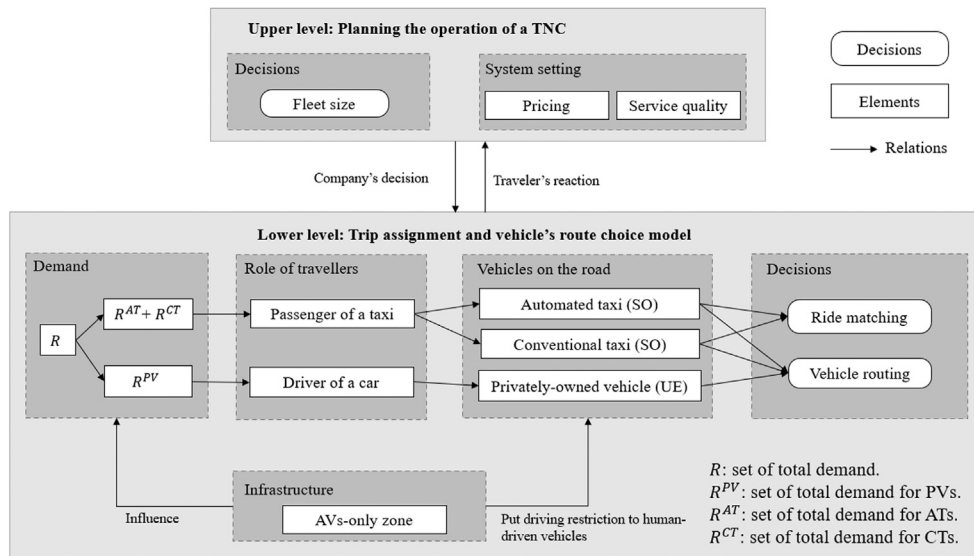 Upper level: Planning the operation of a TNC
Decisions
Fleet size
System setting
Pricing
Service quality
Decisions
Elements
Relations
Company's decision
Traveler's reaction
Lower level: Trip assignment and vehicle's route choice model
Demand
R
R^AT + R^CT
R^PV
Role of travellers
Passenger of a taxi
Driver of a car
Vehicles on the road
Automated taxi (SO)
Conventional taxi (SO)
Privately-owned vehicle (UE)
Decisions
Ride matching
Vehicle routing
Infrastructure
AVs-only zone
Influence
Put driving restriction to human-
driven vehicles
R: set of total demand.
R^PV: set of total demand for PVs.
R^AT: set of total demand for ATs.
R^CT: set of total demand for CTs.